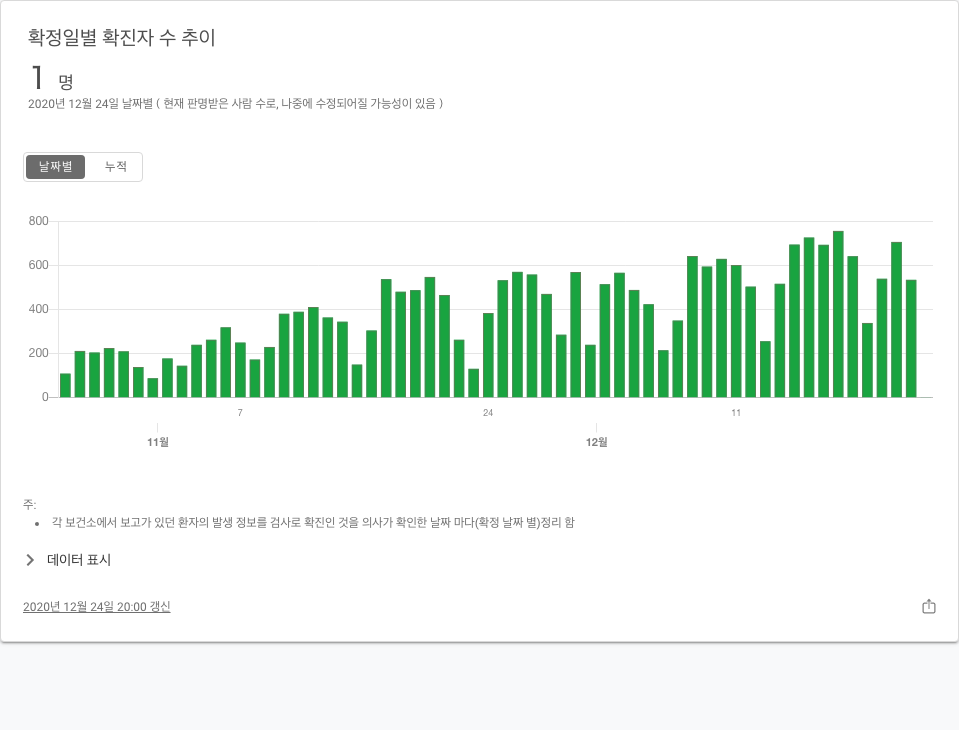 확정일별 확진자 수 추이
1 명
2020년 12월 24일 날짜별 ( 현재 판명받은 사람 수로, 나중에 수정되어질 가능성이 있음 )
날짜별 누적
800
600
400
200
0
7 24 11
11월 12월
주:
• 각 보건소에서 보고가 있던 환자의 발생 정보를 검사로 확진인 것을 의사가 확인한 날짜 마다(확정 날짜 별)정리 함
데이터 표시
2020년 12월 24일 20:00 갱신